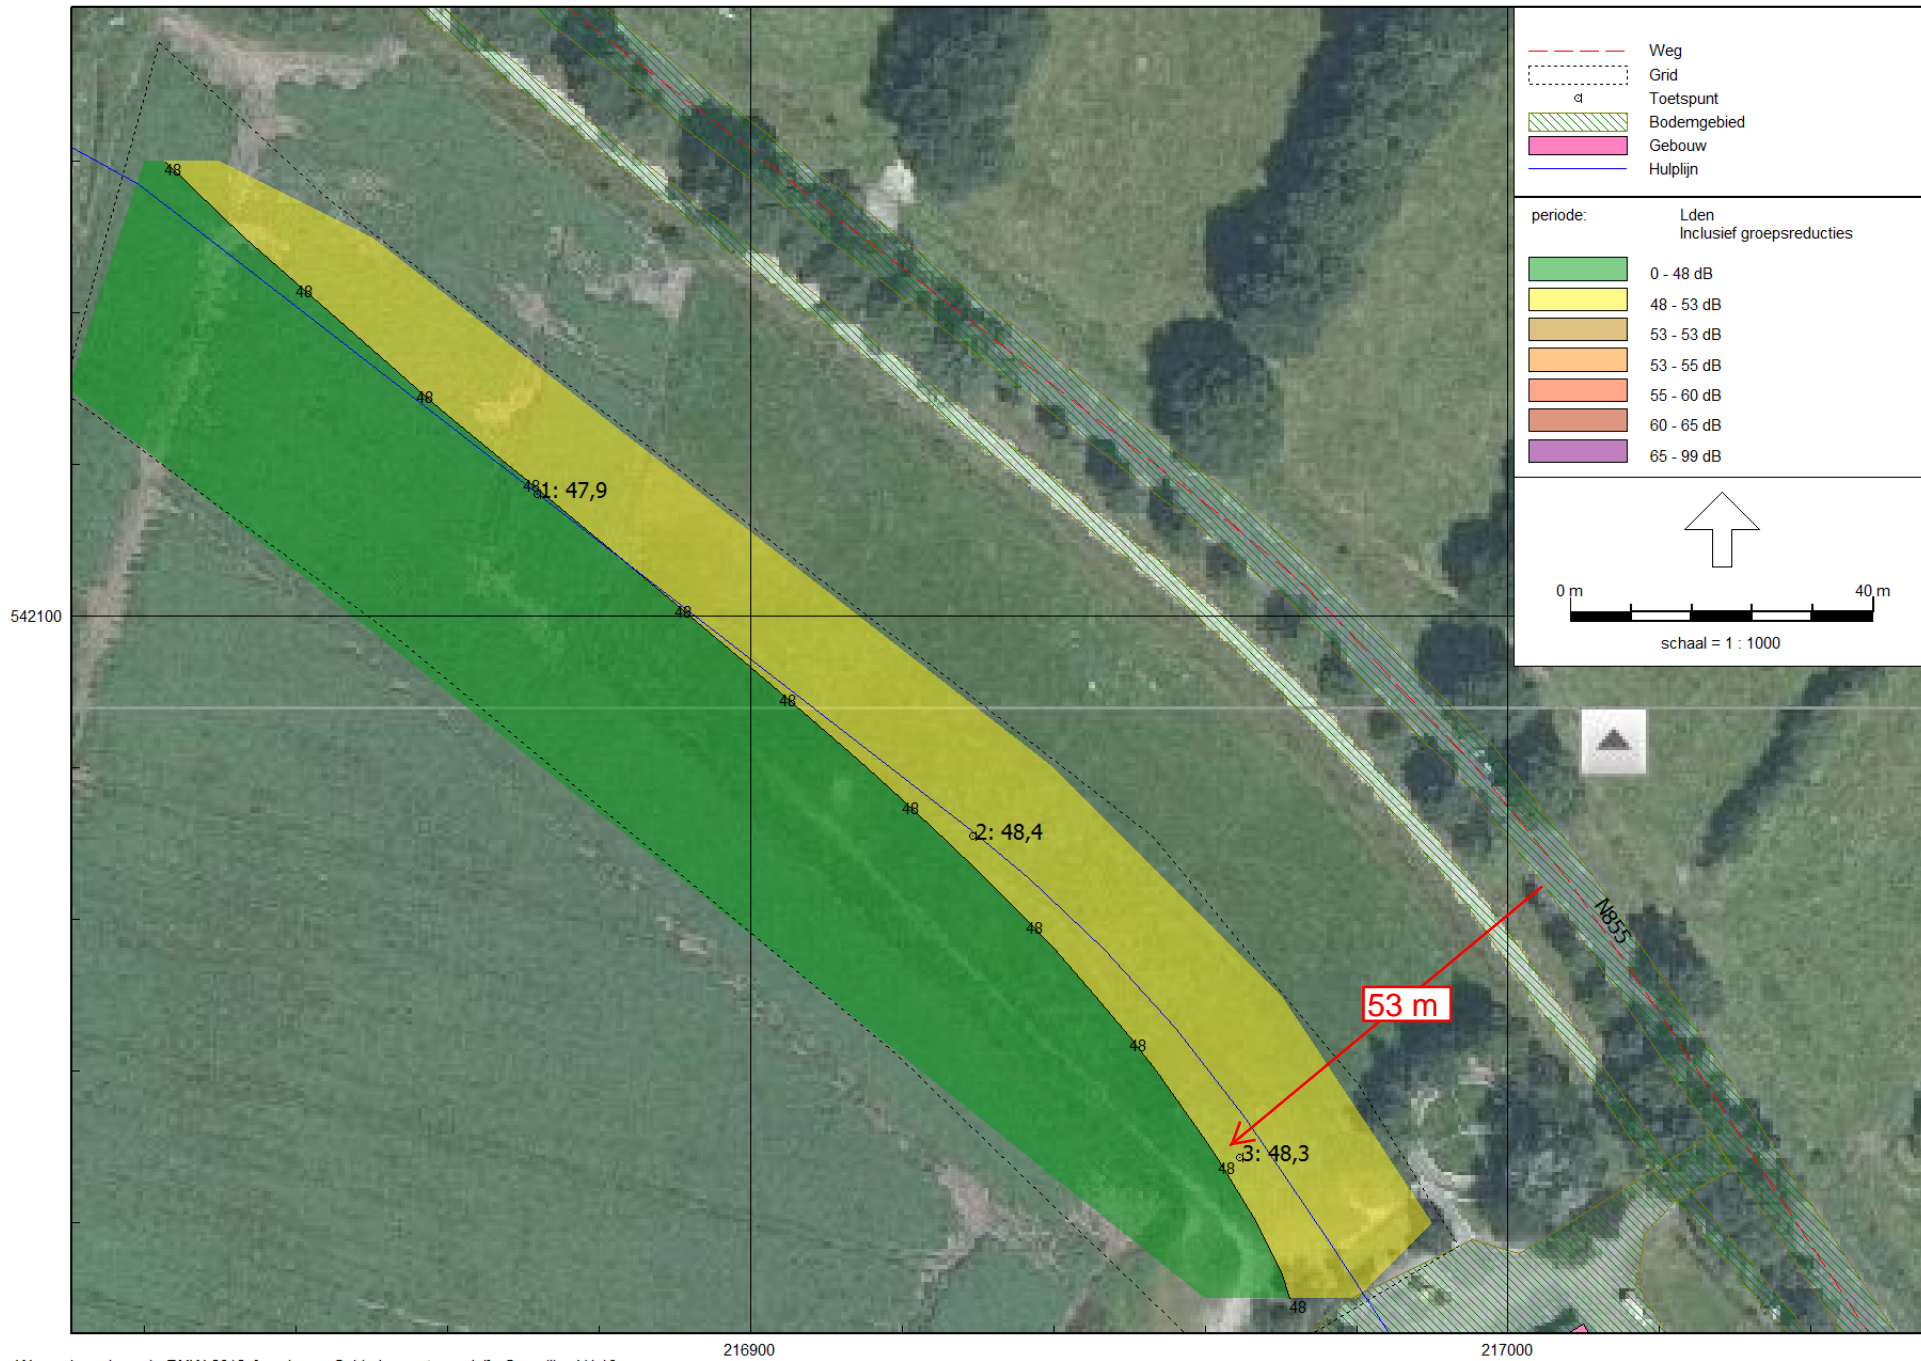 Weg
Grid
Toetspunt
Bodemgebied
Gebouw
Hulplijn
periode: Lden
Inclusief groepsreducties
0 - 48 dB
48 - 53 dB
53 - 53 dB
53 - 55 dB
55 - 60 dB
60 - 65 dB
65 - 99 dB
0 m 40 m
schaal = 1 : 1000
48
48
48
48
1: 47,9
542100
48
48
48
2: 48,4
48
N855
53 m
48
3: 48,3
48
48
216900
217000